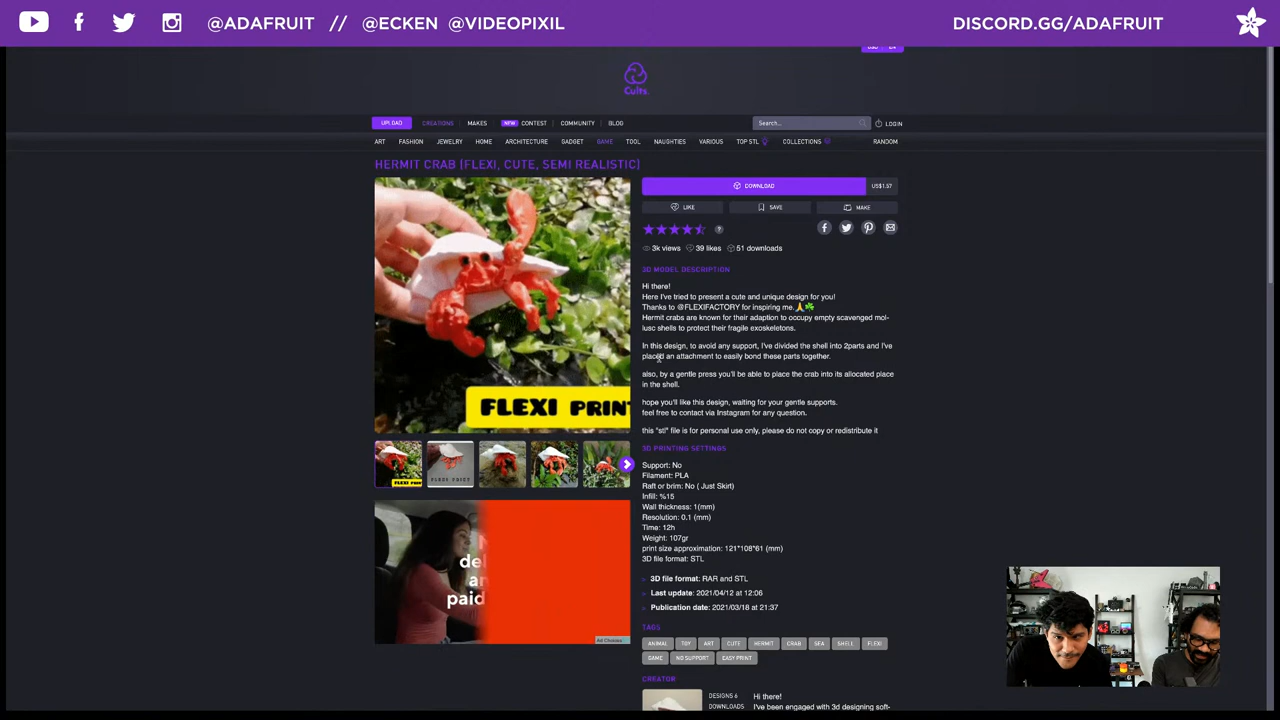 @ADAFRUIT // @ECKEN @VIDEOPIXIL
DISCORD.GG/ADAFRUIT
Cults.
UPLOAD
CREATIONS
MAKES
NEW CONTEST
COMMUNITY
BLOG
Search...
LOGIN
ART
FASHION
JEWELRY
HOME
ARCHITECTURE
GADGET
GAME
TOOL
NAUGHTIES
VARIOUS
TOP STL
COLLECTIONS
RANDOM
HERMIT CRAB [FLEXI, CUTE, SEMI REALISTIC]
FLEXI PRIN
DOWNLOAD
US$1.57
LIKE
SAVE
MAKE
?
3k views
39 likes
51 downloads
3D MODEL DESCRIPTION
Hi there!
Here I've tried to present a cute and unique design for you!
Thanks to @FLEXIFACTORY for inspiring me.🙏☘️
Hermit crabs are known for their adaption to occupy empty scavenged mol-
lusc shells to protect their fragile exoskeletons.
In this design, to avoid any support, I've divided the shell into 2parts and I've
placed an attachment to easily bond these parts together.
also, by a gentle press you'll be able to place the crab into its allocated place
in the shell.
hope you'll like this design, waiting for your gentle supports.
feel free to contact via Instagram for any question.
this "stl" file is for personal use only, please do not copy or redistribute it
3D PRINTING SETTINGS
Support: No
Filament: PLA
Raft or brim: No ( Just Skirt)
Infill: %15
Wall thickness: 1(mm)
Resolution: 0.1 (mm)
Time: 12h
Weight: 107gr
print size approximation: 121*108*61 (mm)
3D file format: STL
3D file format: RAR and STL
Last update: 2021/04/12 at 12:06
Publication date: 2021/03/18 at 21:37
TAGS
ANIMAL
TOY
ART
CUTE
HERMIT
CRAB
SEA
SHELL
FLEXI
GAME
NO SUPPORT
EASY PRINT
CREATOR
DESIGNS 6
DOWNLOADS
Hi there!
I've been engaged with 3d designing soft-
paid
Ad Choices